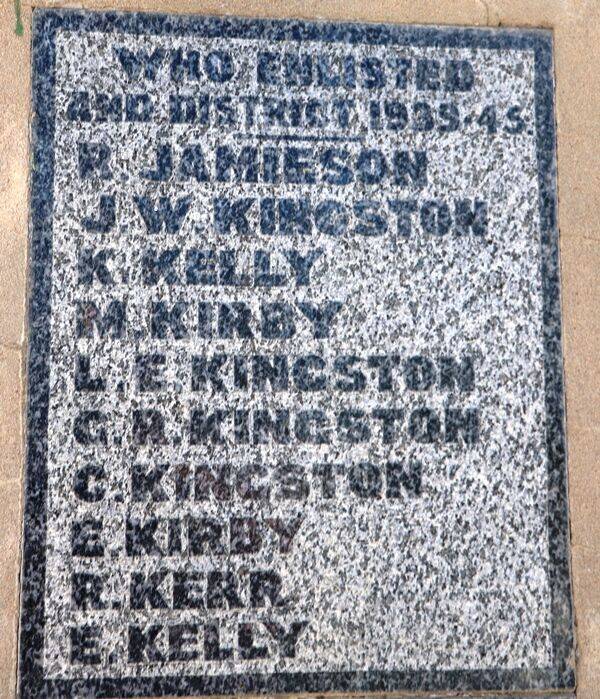 WHO ENLISTED
AND DISTRICT 1939-45.
R. JAMIESON
J. W. KINGSTON
K. KELLY
M. KIRBY
L. E. KINGSTON
G. R. KINGSTON
C. KINGSTON
E. KIRBY
R. KERR
E. KELLY